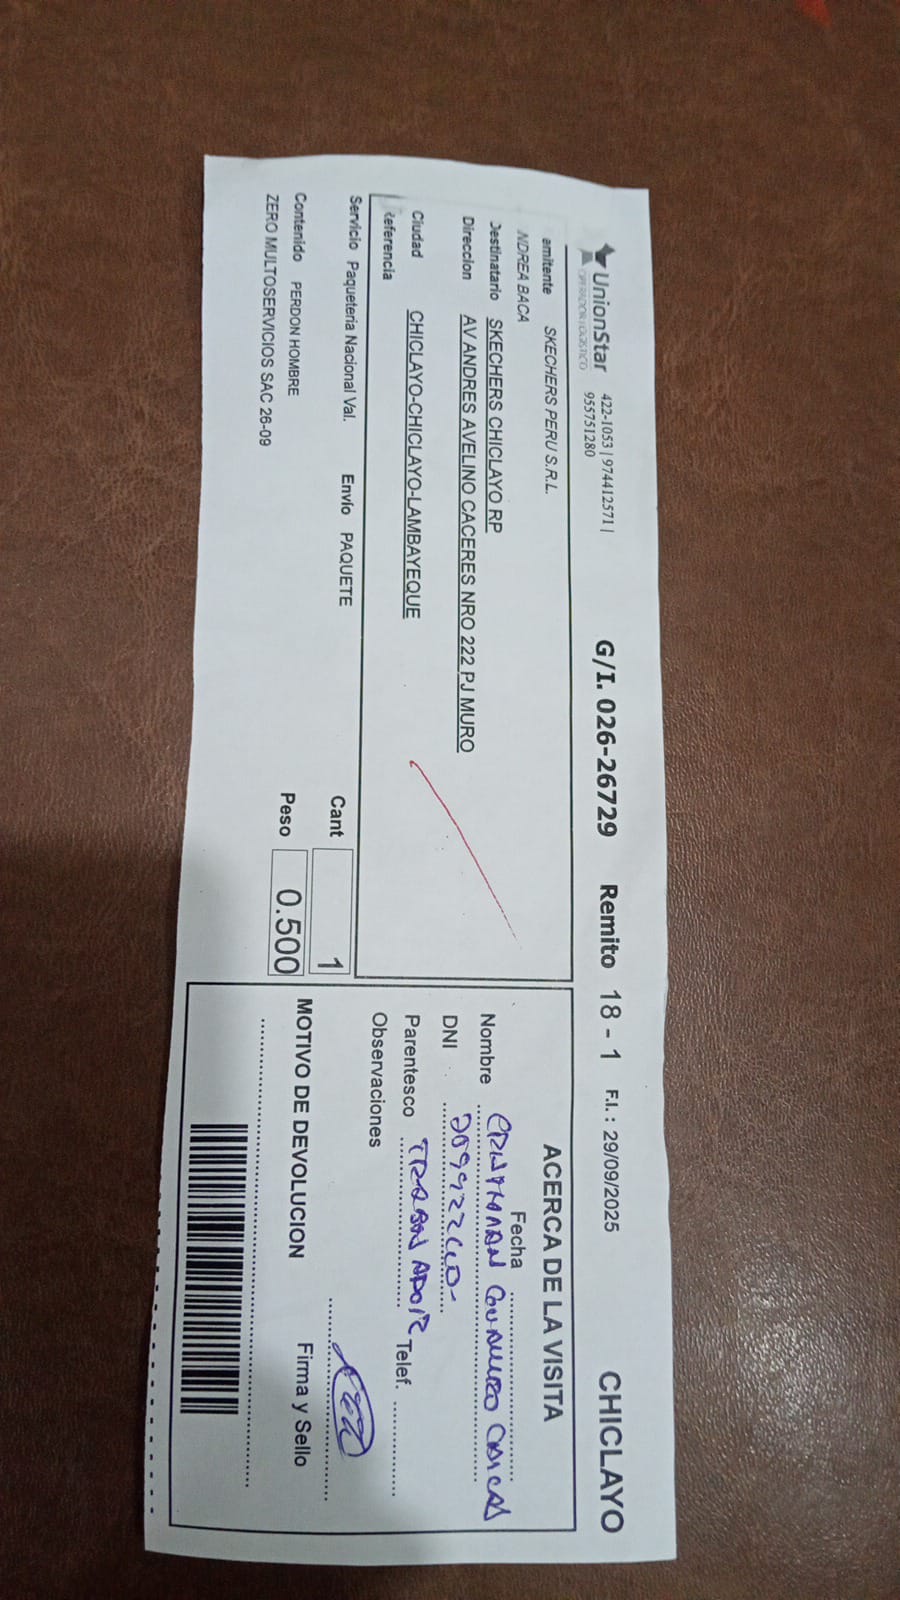 UnionStar
OPERADOR LOGISTICO
422-1053 | 974412571 |
955751280
G/I. 026-26729 Remito 18 - 1 F.I. : 29/09/2025 CHICLAYO
emitente SKECHERS PERU S.R.L.
NDREA BACA
Destinatario SKECHERS CHICLAYO RP
Direccion AV ANDRES AVELINO CACERES NRO 222 PJ MURO
Ciudad CHICLAYO-CHICLAYO-LAMBAYEQUE
Referencia
Servicio Paqueteria Nacional Val. Envío PAQUETE
Cant 1
Contenido PERDON HOMBRE
Peso 0.500
ZERO MULTOSERVICIOS SAC 26-09
ACERCA DE LA VISITA
Fecha
Nombre
DNI
Parentesco Telef.
Observaciones
MOTIVO DE DEVOLUCION Firma y Sello